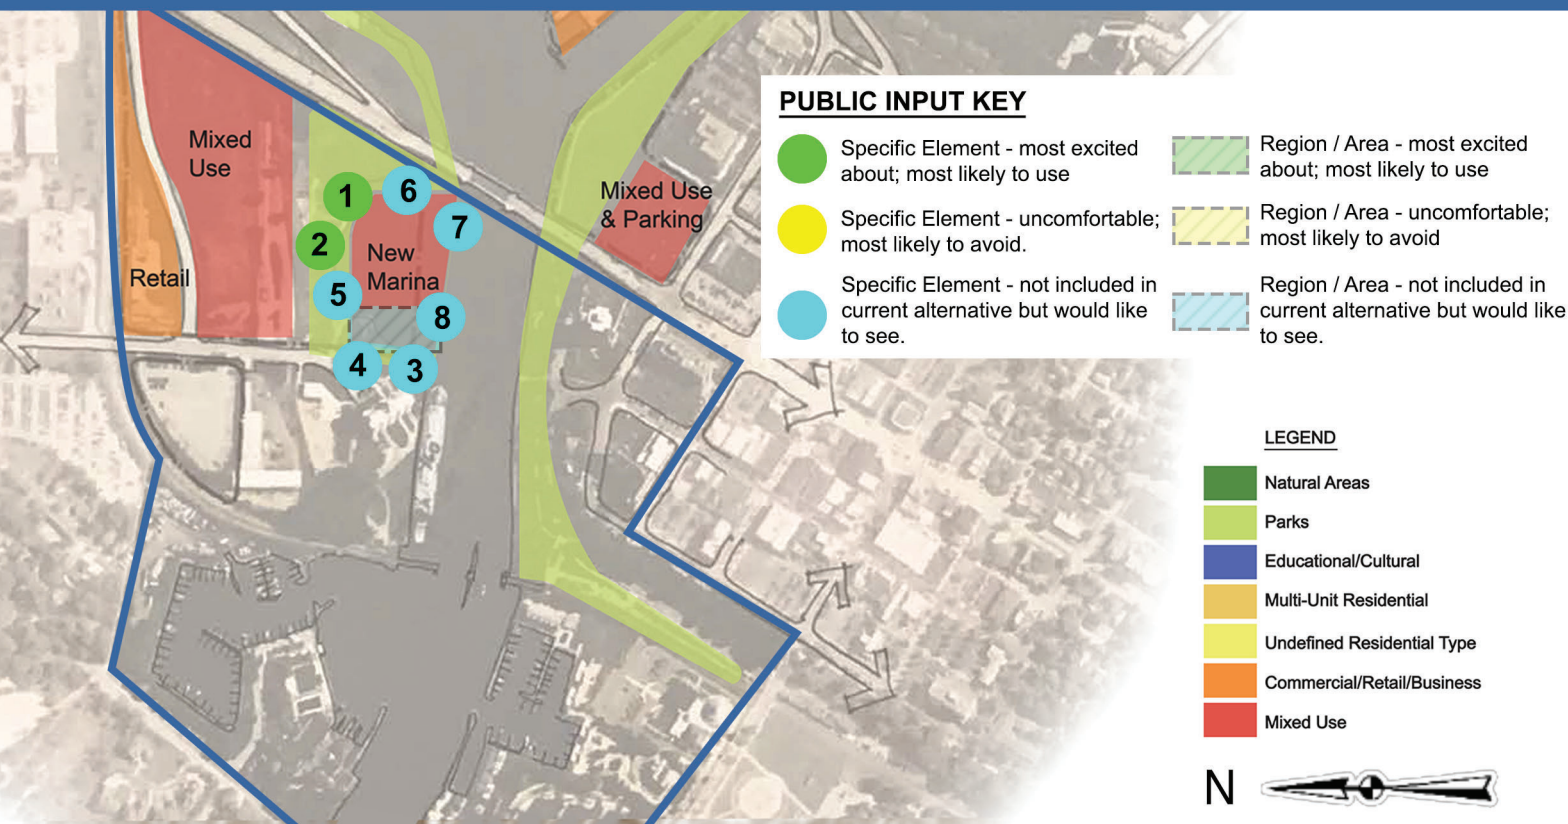 Mixed
Use
Retail
1
6
2
7
New
Marina
5
8
4
3
Mixed Use
& Parking
PUBLIC INPUT KEY
Specific Element - most excited
about; most likely to use
Specific Element - uncomfortable;
most likely to avoid.
Specific Element - not included in
current alternative but would like
to see.
Region / Area - most excited
about; most likely to use
Region / Area - uncomfortable;
most likely to avoid
Region / Area - not included in
current alternative but would like
to see.
LEGEND
Natural Areas
Parks
Educational/Cultural
Multi-Unit Residential
Undefined Residential Type
Commercial/Retail/Business
Mixed Use
N